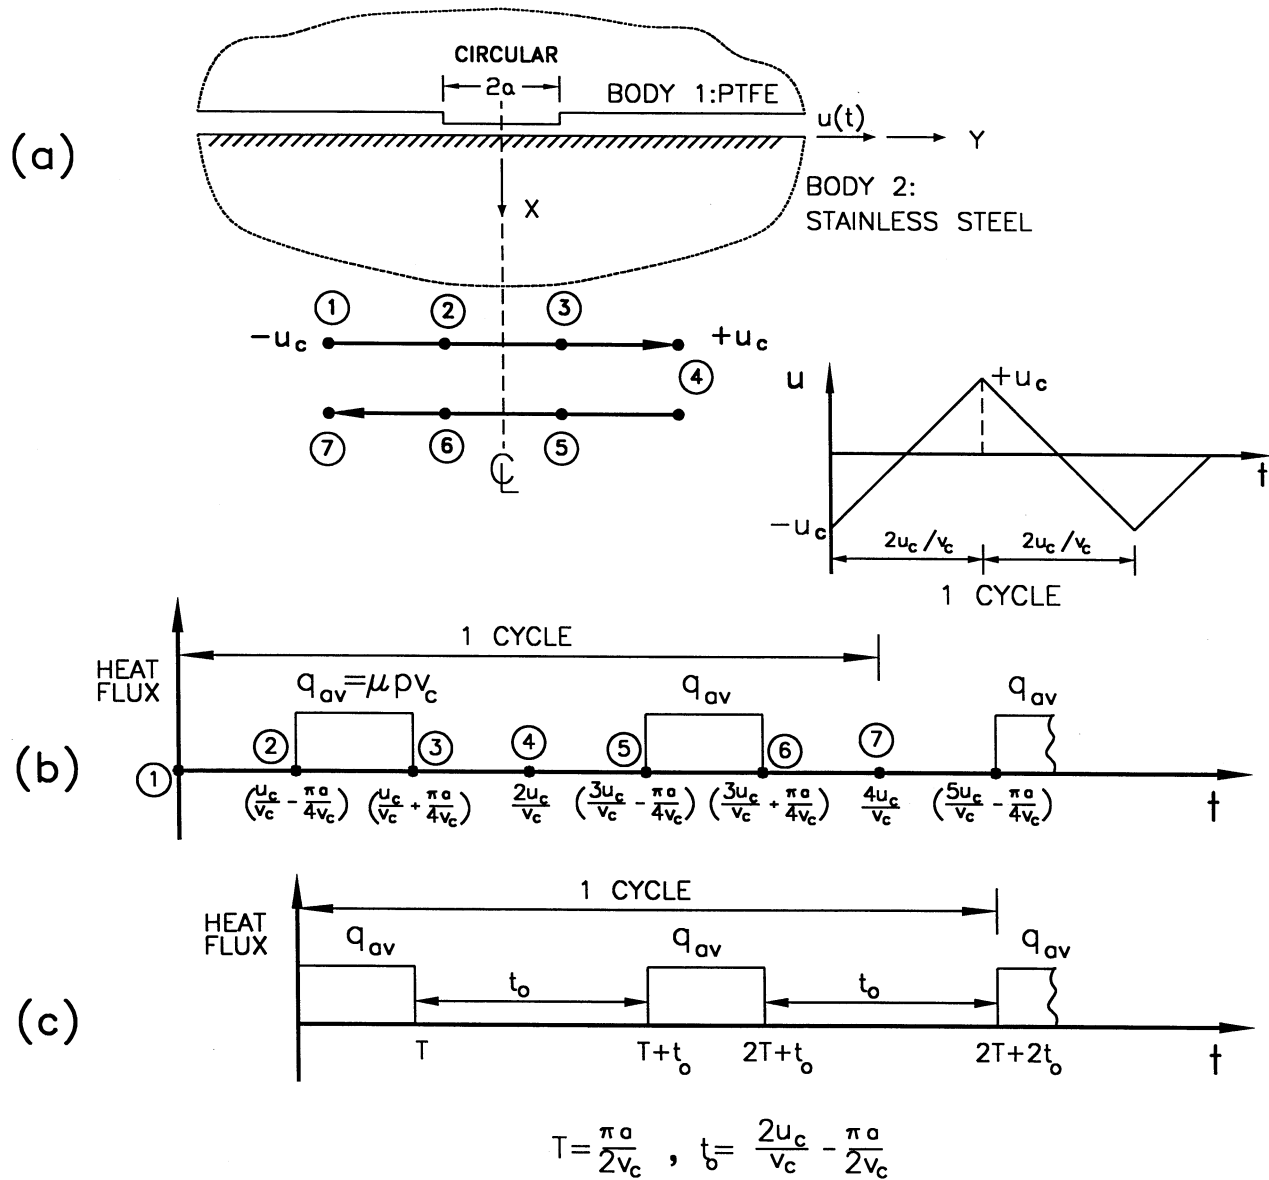 (a)
CIRCULAR
2a
BODY 1:PTFE
u(t)
Y
X
BODY 2:
STAINLESS STEEL
1 2 3
-u_c +u_c
4
7 6 5
℄
u
+u_c
t
-u_c
2u_c/v_c 2u_c/v_c
1 CYCLE
(b)
HEAT
FLUX
1 CYCLE
q_av=μpv_c q_av q_av
1 2 3 4 5 6 7
(u_c/v_c - πa/4v_c) (u_c/v_c + πa/4v_c) 2u_c/v_c (3u_c/v_c - πa/4v_c) (3u_c/v_c + πa/4v_c) 4u_c/v_c (5u_c/v_c - πa/4v_c) t
(c)
HEAT
FLUX
1 CYCLE
q_av q_av q_av
t_o t_o
T T+t_o 2T+t_o 2T+2t_o t
T=πa/2v_c , t_o= 2u_c/v_c - πa/2v_c